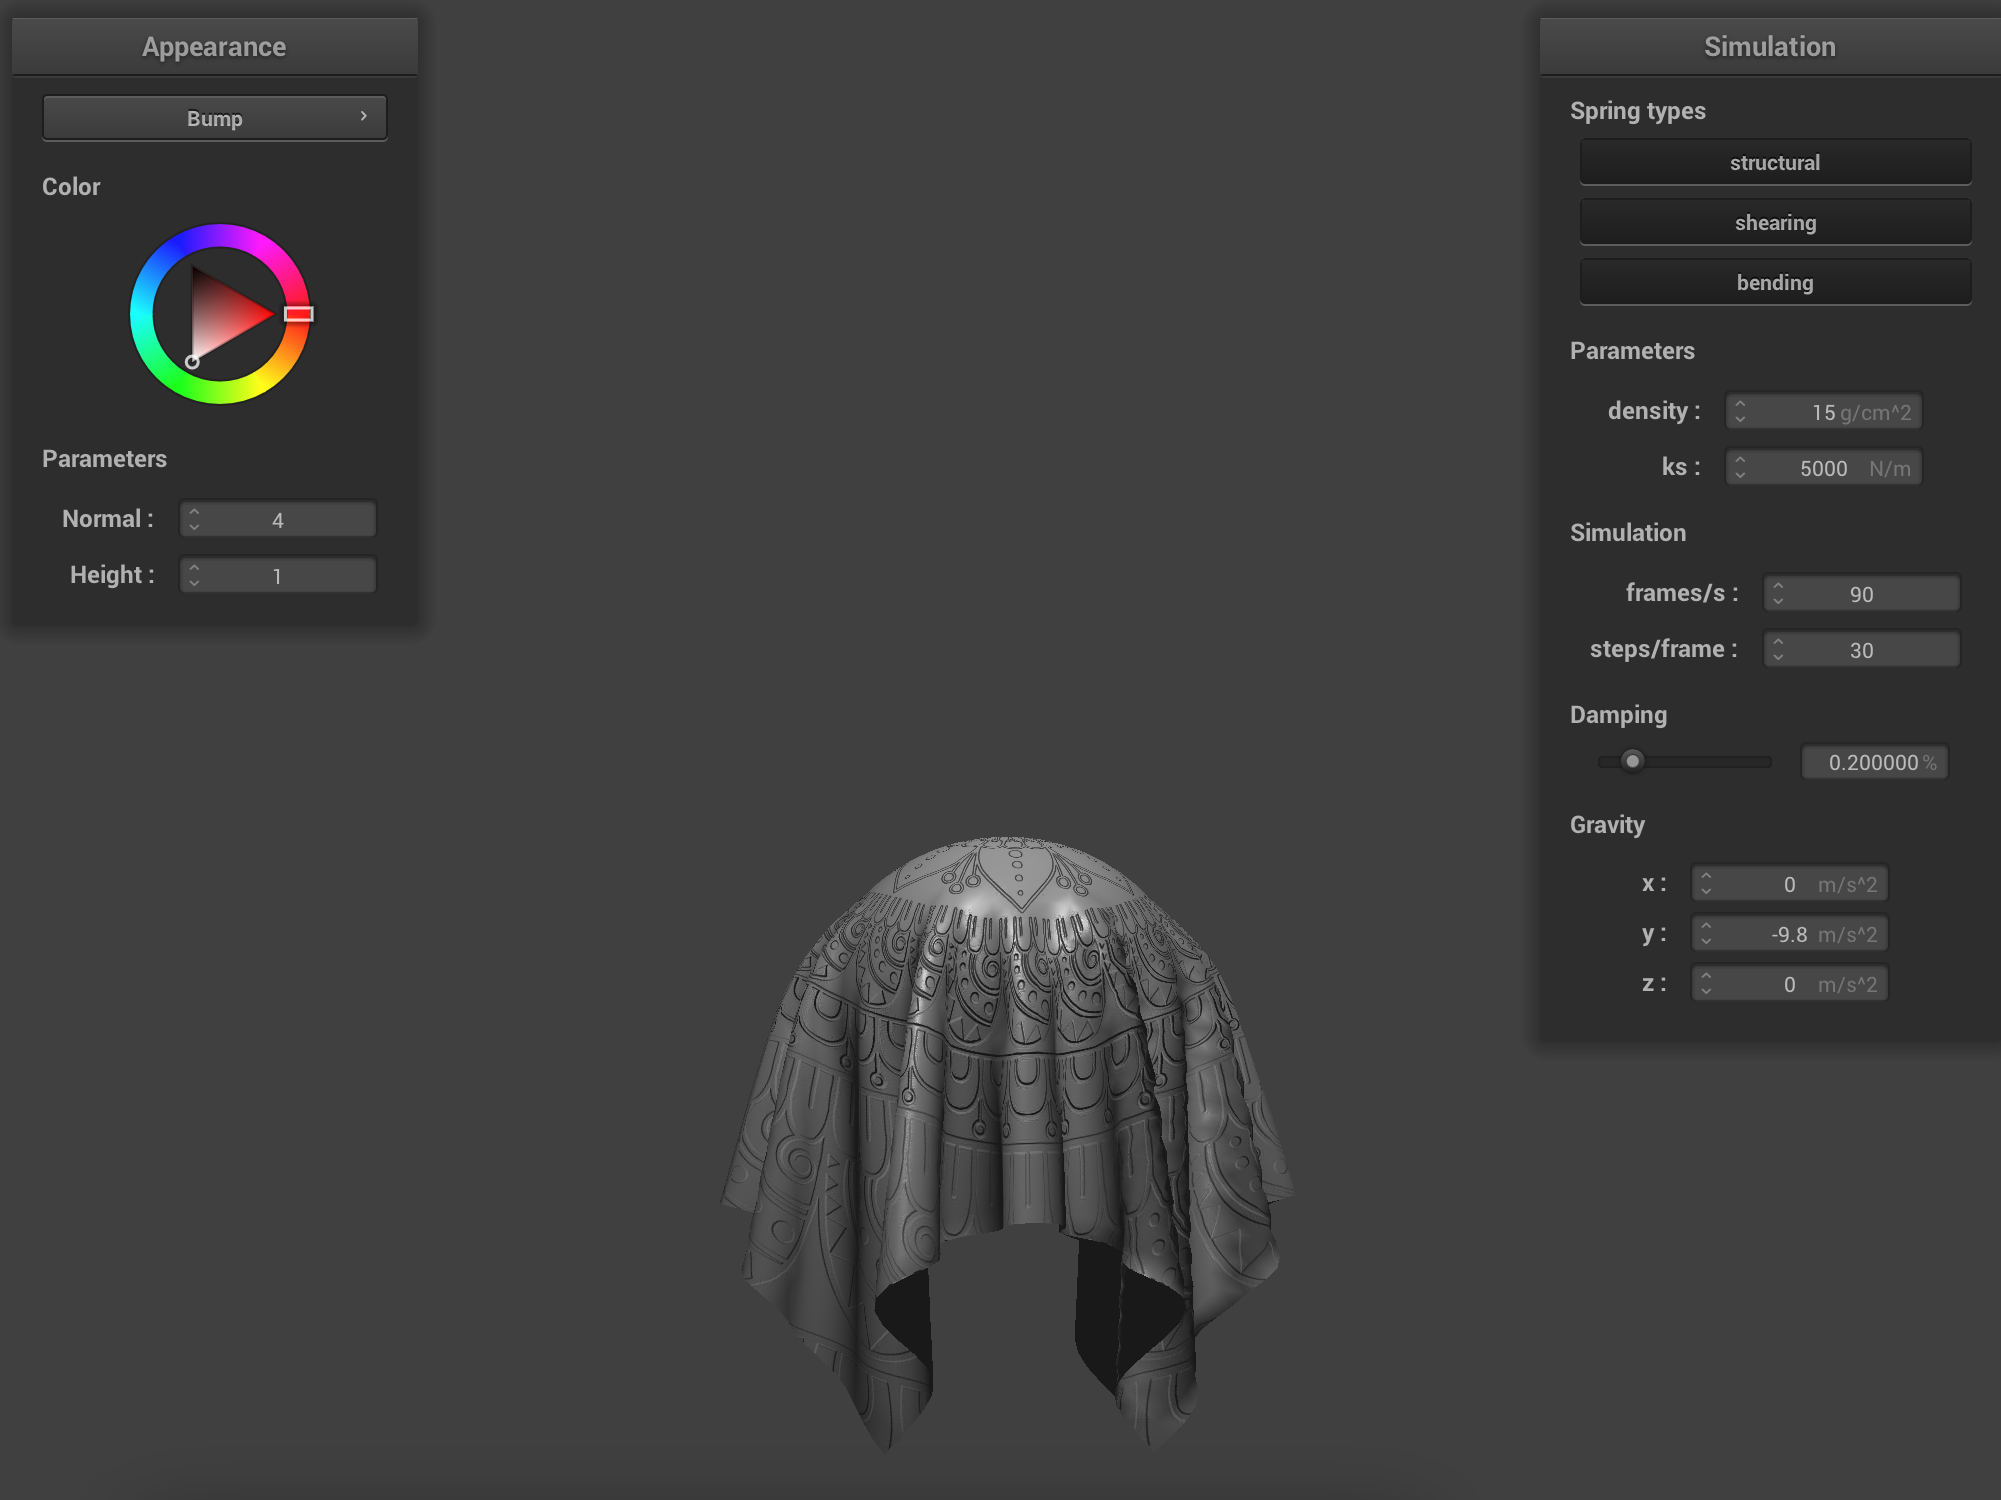 Appearance
Bump
Color
Parameters
Normal : 4
Height : 1
Simulation
Spring types
structural
shearing
bending
Parameters
density : 15 g/cm^2
ks : 5000 N/m
Simulation
frames/s : 90
steps/frame : 30
Damping
0.200000 %
Gravity
x : 0 m/s^2
y : -9.8 m/s^2
z : 0 m/s^2